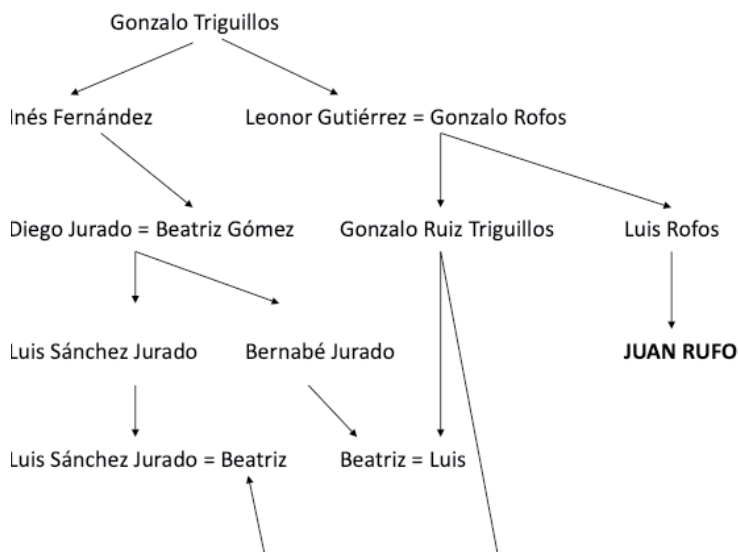 Gonzalo Triguillos
Inés Fernández Leonor Gutiérrez = Gonzalo Rofos
Diego Jurado = Beatriz Gómez Gonzalo Ruiz Triguillos Luis Rofos
Luis Sánchez Jurado Bernabé Jurado JUAN RUFO
Luis Sánchez Jurado = Beatriz Beatriz = Luis